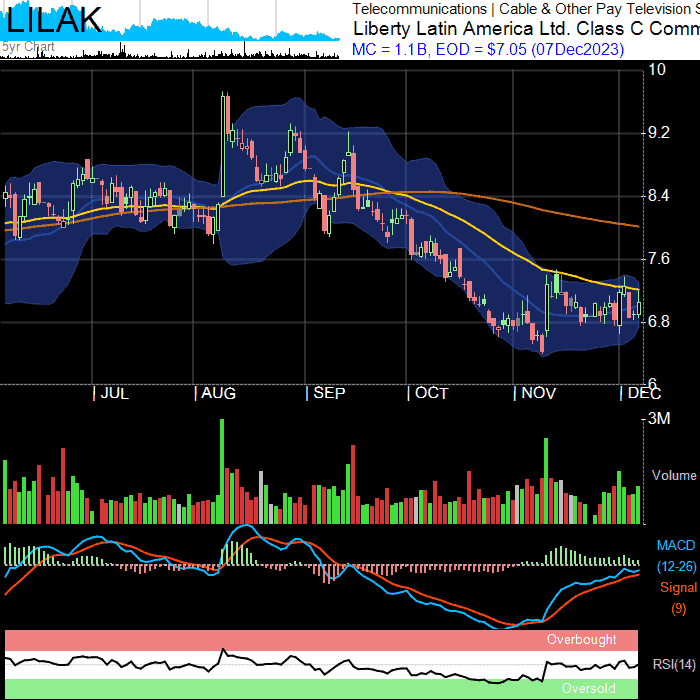 LILAK
5yr Chart
Telecommunications | Cable & Other Pay Television S
Liberty Latin America Ltd. Class C Comm
MC = 1.1B, EOD = $7.05 (07Dec2023)
10
9.2
8.4
7.6
6.8
6
JUL
AUG
SEP
OCT
NOV
DEC
3M
Volume
MACD
(12-26)
Signal
(9)
Overbought
RSI(14)
Oversold